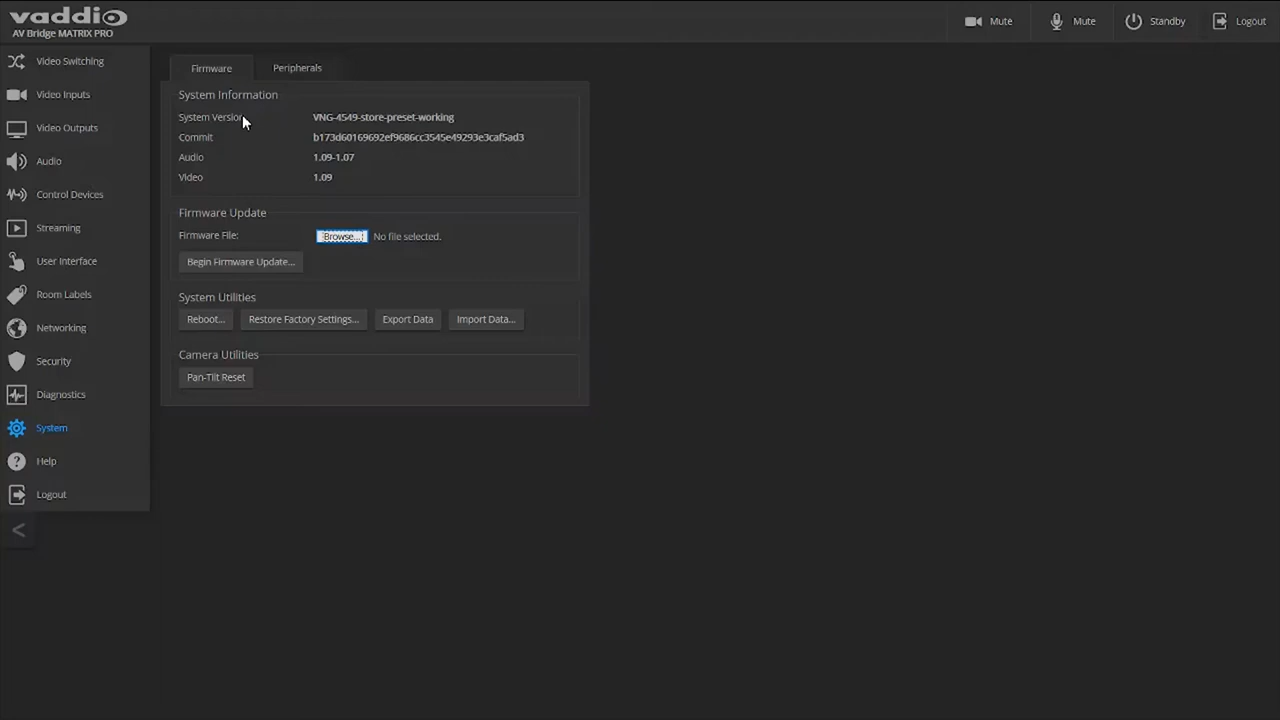 vaddio
AV Bridge MATRIX PRO
Mute
Mute
Standby
Logout
Video Switching
Video Inputs
Video Outputs
Audio
Control Devices
Streaming
User Interface
Room Labels
Networking
Security
Diagnostics
System
Help
Logout
<
Firmware Peripherals
System Information
System Version VNG-4549-store-preset-working
Commit b173d60169692ef9686cc3545e49293e3caf5ad3
Audio 1.09-1.07
Video 1.09
Firmware Update
Firmware File: Browse... No file selected.
Begin Firmware Update...
System Utilities
Reboot... Restore Factory Settings... Export Data Import Data...
Camera Utilities
Pan-Tilt Reset